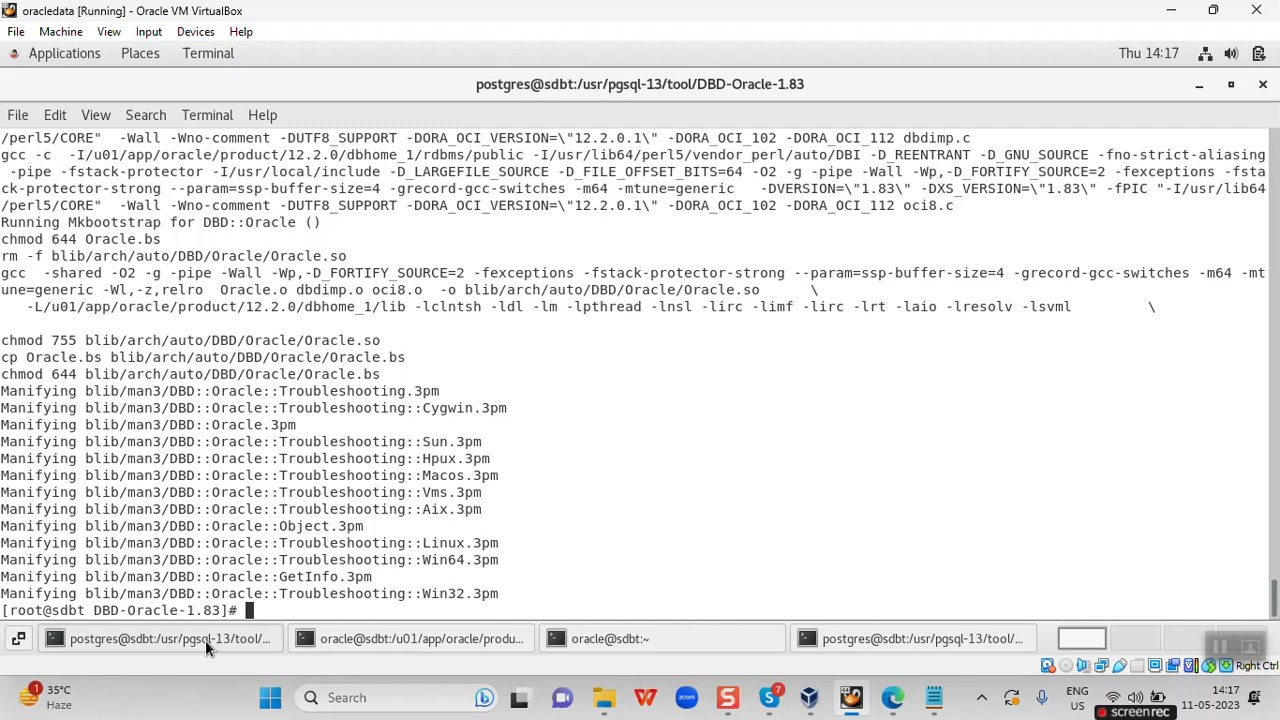 oracledata [Running] - Oracle VM VirtualBox
File Machine View Input Devices Help
Applications Places Terminal Thu 14:17
postgres@sdbt:/usr/pgsql-13/tool/DBD-Oracle-1.83
File Edit View Search Terminal Help
/perl5/CORE"  -Wall -Wno-comment -DUTF8_SUPPORT -DORA_OCI_VERSION=\"12.2.0.1\" -DORA_OCI_102 -DORA_OCI_112 dbdimp.c
gcc -c  -I/u01/app/oracle/product/12.2.0/dbhome_1/rdbms/public -I/usr/lib64/perl5/vendor_perl/auto/DBI -D_REENTRANT -D_GNU_SOURCE -fno-strict-aliasing
-pipe -fstack-protector -I/usr/local/include -D_LARGEFILE_SOURCE -D_FILE_OFFSET_BITS=64 -O2 -g -pipe -Wall -Wp,-D_FORTIFY_SOURCE=2 -fexceptions -fsta
ck-protector-strong --param=ssp-buffer-size=4 -grecord-gcc-switches -m64 -mtune=generic   -DVERSION=\"1.83\" -DXS_VERSION=\"1.83\" -fPIC "-I/usr/lib64
/perl5/CORE"  -Wall -Wno-comment -DUTF8_SUPPORT -DORA_OCI_VERSION=\"12.2.0.1\" -DORA_OCI_102 -DORA_OCI_112 oci8.c
Running Mkbootstrap for DBD::Oracle ()
chmod 644 Oracle.bs
rm -f blib/arch/auto/DBD/Oracle/Oracle.so
gcc  -shared -O2 -g -pipe -Wall -Wp,-D_FORTIFY_SOURCE=2 -fexceptions -fstack-protector-strong --param=ssp-buffer-size=4 -grecord-gcc-switches -m64 -mt
une=generic -Wl,-z,relro  Oracle.o dbdimp.o oci8.o  -o blib/arch/auto/DBD/Oracle/Oracle.so      \
-L/u01/app/oracle/product/12.2.0/dbhome_1/lib -lclntsh -ldl -lm -lpthread -lnsl -lirc -limf -lirc -lrt -laio -lresolv -lsvml         \
chmod 755 blib/arch/auto/DBD/Oracle/Oracle.so
cp Oracle.bs blib/arch/auto/DBD/Oracle/Oracle.bs
chmod 644 blib/arch/auto/DBD/Oracle/Oracle.bs
Manifying blib/man3/DBD::Oracle::Troubleshooting.3pm
Manifying blib/man3/DBD::Oracle::Troubleshooting::Cygwin.3pm
Manifying blib/man3/DBD::Oracle.3pm
Manifying blib/man3/DBD::Oracle::Troubleshooting::Sun.3pm
Manifying blib/man3/DBD::Oracle::Troubleshooting::Hpux.3pm
Manifying blib/man3/DBD::Oracle::Troubleshooting::Macos.3pm
Manifying blib/man3/DBD::Oracle::Troubleshooting::Vms.3pm
Manifying blib/man3/DBD::Oracle::Troubleshooting::Aix.3pm
Manifying blib/man3/DBD::Oracle::Object.3pm
Manifying blib/man3/DBD::Oracle::Troubleshooting::Linux.3pm
Manifying blib/man3/DBD::Oracle::Troubleshooting::Win64.3pm
Manifying blib/man3/DBD::Oracle::GetInfo.3pm
Manifying blib/man3/DBD::Oracle::Troubleshooting::Win32.3pm
[root@sdbt DBD-Oracle-1.83]#
postgres@sdbt:/usr/pgsql-13/tool/... oracle@sdbt:/u01/app/oracle/produ... oracle@sdbt:~ postgres@sdbt:/usr/pgsql-13/tool/...
Right Ctrl
1 35°C Search 7 ENG 14:17
Haze US 11-05-2023
screenrec